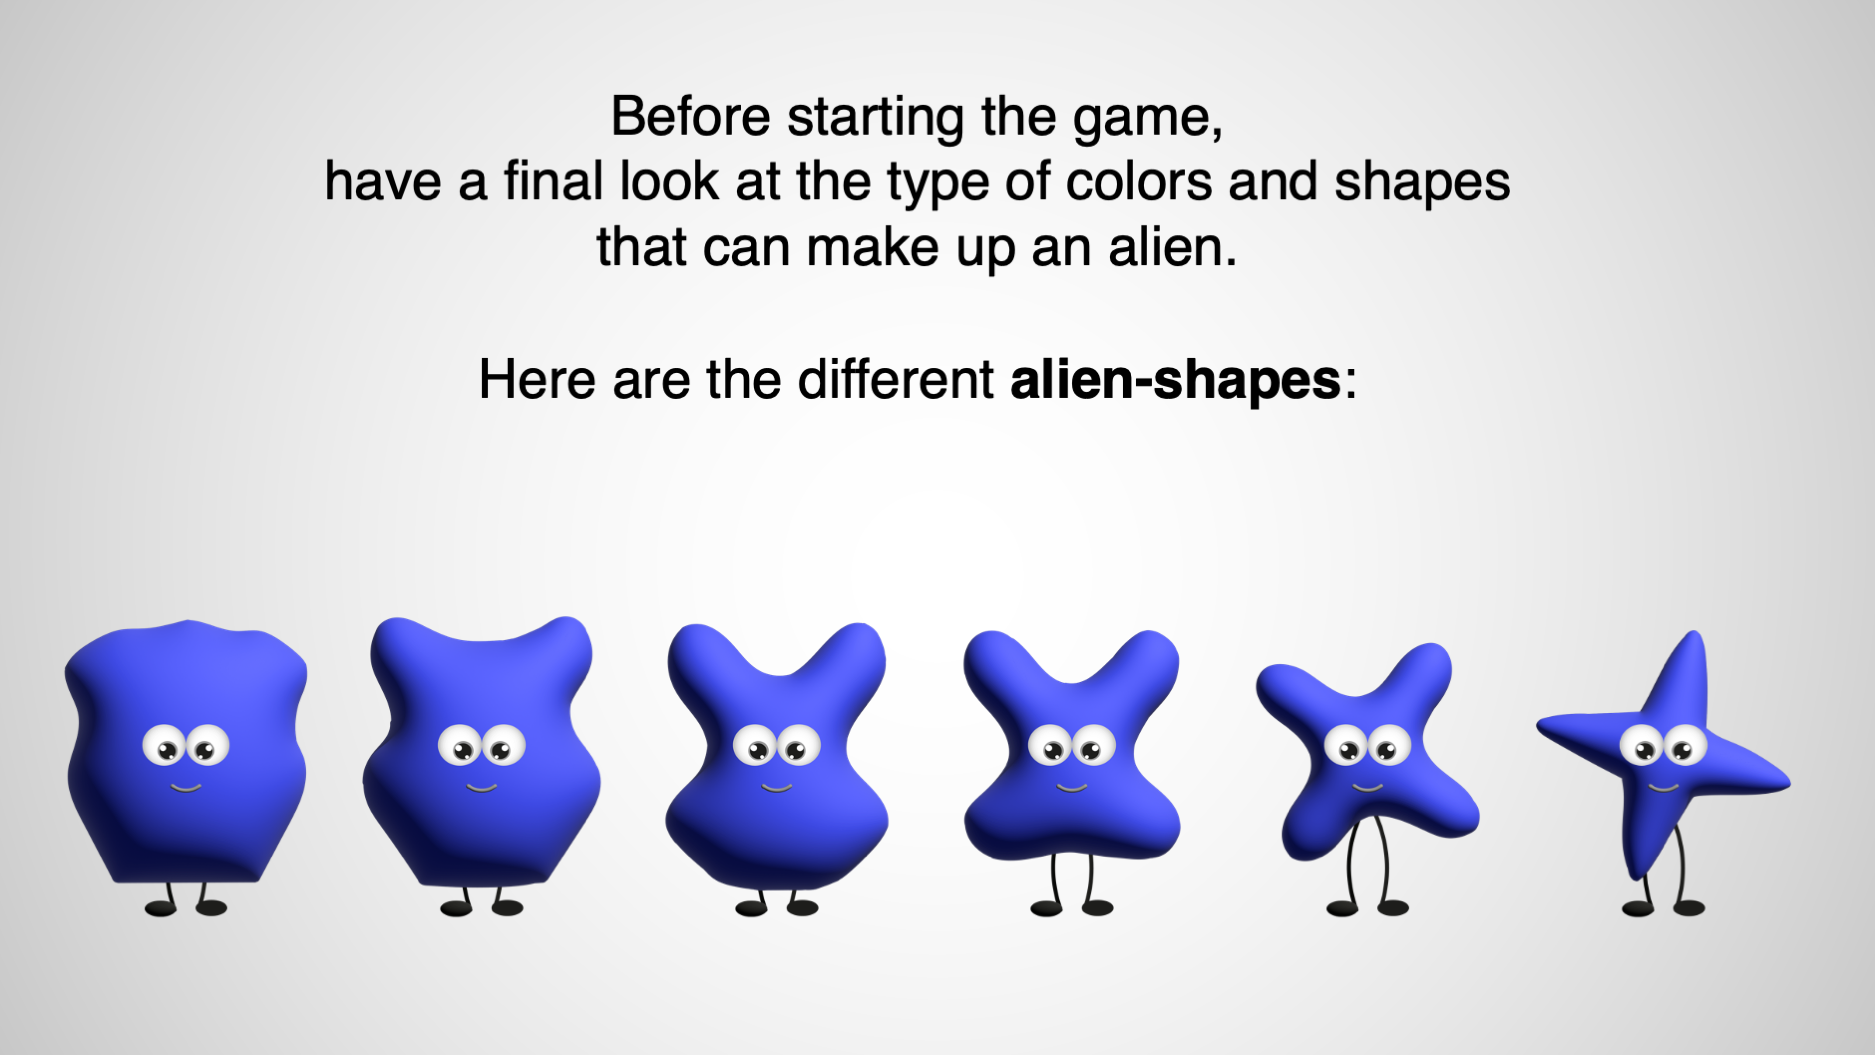 Before starting the game,
have a final look at the type of colors and shapes
that can make up an alien.
Here are the different alien-shapes: